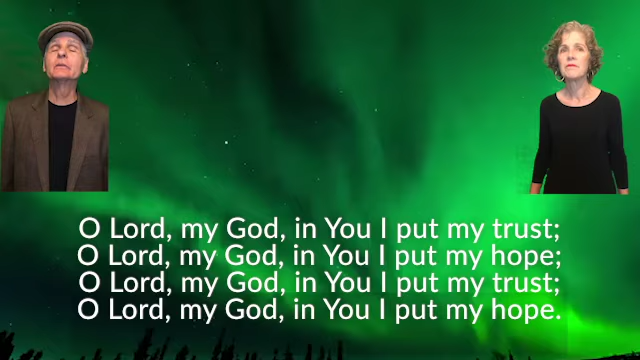 O Lord, my God, in You I put my trust;
O Lord, my God, in You I put my hope;
O Lord, my God, in You I put my trust;
O Lord, my God, in You I put my hope.